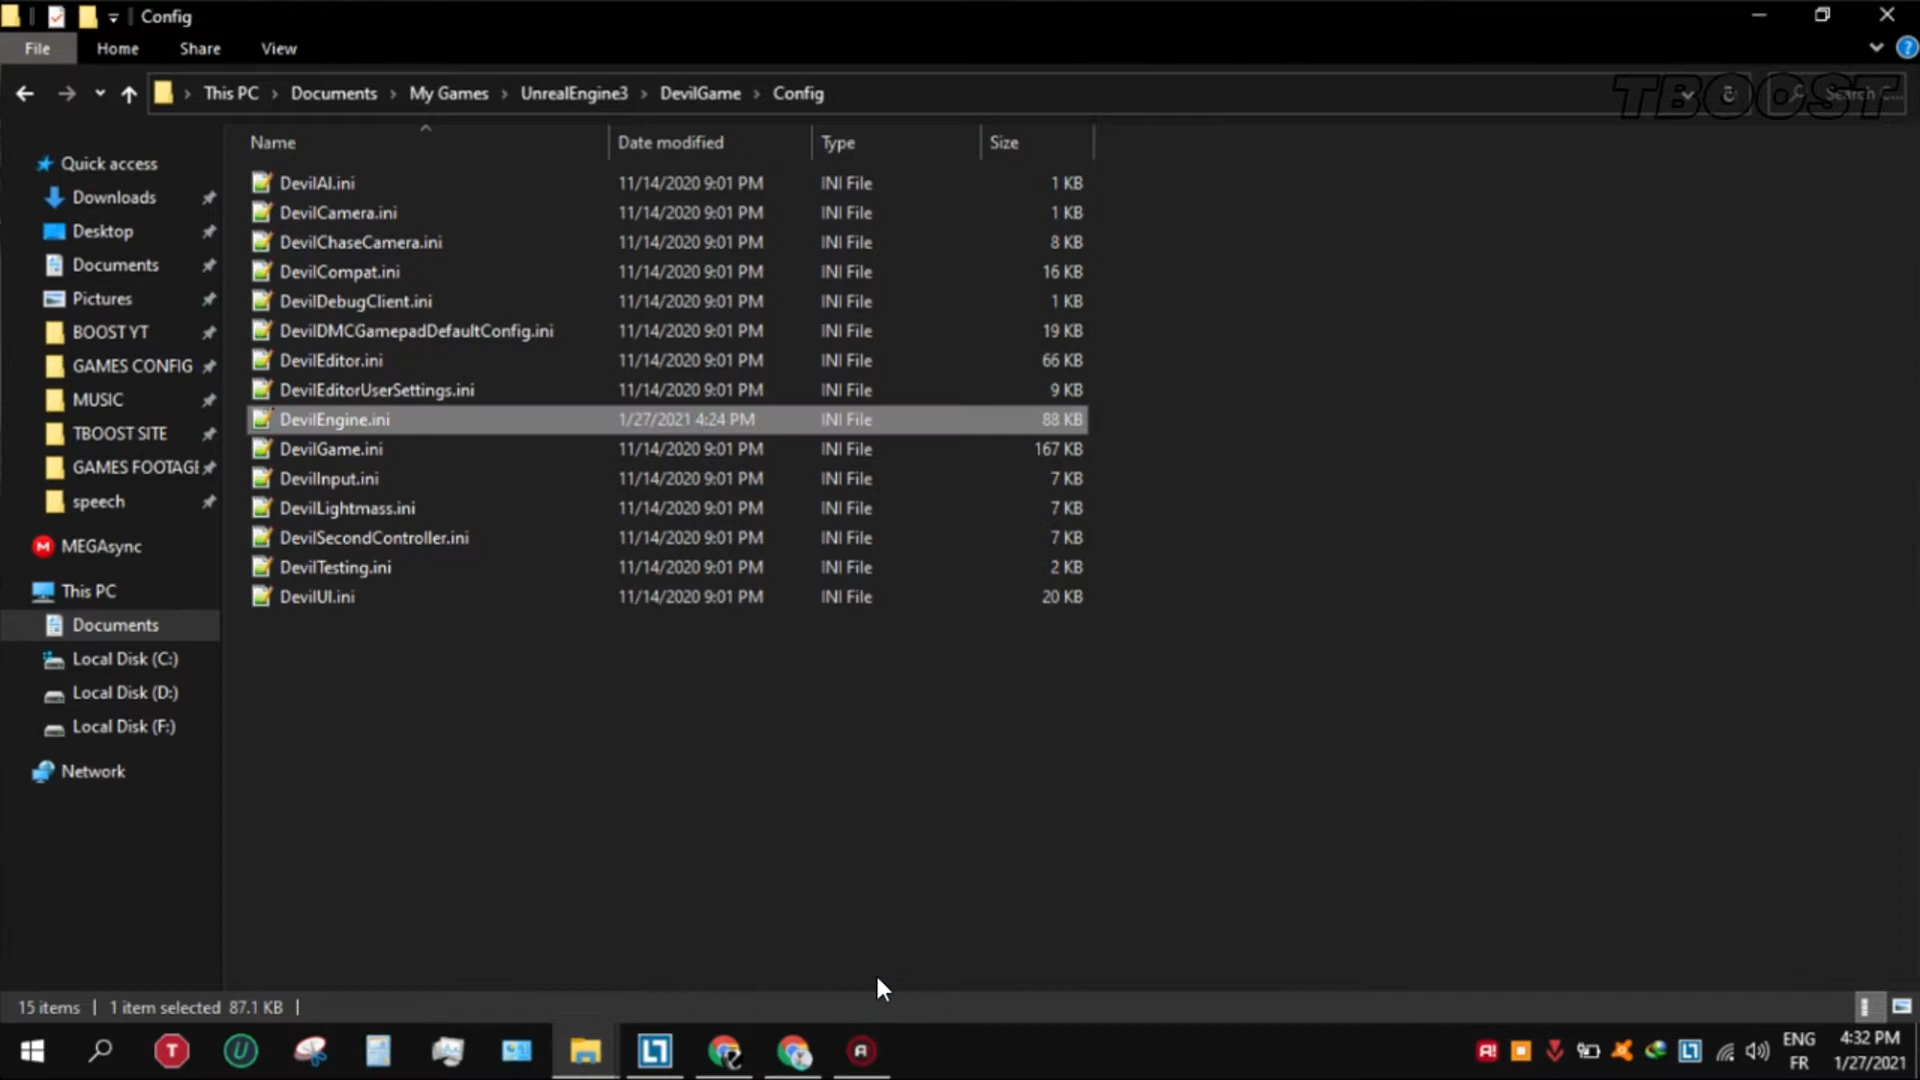 Config
File Home Share View
This PC Documents My Games UnrealEngine3 DevilGame Config
TBOOST
Search
Name Date modified Type Size
Quick access
Downloads
Desktop
Documents
Pictures
BOOST YT
GAMES CONFIG
MUSIC
TBOOST SITE
GAMES FOOTAGE
speech
MEGAsync
This PC
Documents
Local Disk (C:)
Local Disk (D:)
Local Disk (F:)
Network
DevilAI.ini 11/14/2020 9:01 PM INI File 1 KB
DevilCamera.ini 11/14/2020 9:01 PM INI File 1 KB
DevilChaseCamera.ini 11/14/2020 9:01 PM INI File 8 KB
DevilCompat.ini 11/14/2020 9:01 PM INI File 16 KB
DevilDebugClient.ini 11/14/2020 9:01 PM INI File 1 KB
DevilDMCGamepadDefaultConfig.ini 11/14/2020 9:01 PM INI File 19 KB
DevilEditor.ini 11/14/2020 9:01 PM INI File 66 KB
DevilEditorUserSettings.ini 11/14/2020 9:01 PM INI File 9 KB
DevilEngine.ini 1/27/2021 4:24 PM INI File 88 KB
DevilGame.ini 11/14/2020 9:01 PM INI File 167 KB
DevilInput.ini 11/14/2020 9:01 PM INI File 7 KB
DevilLightmass.ini 11/14/2020 9:01 PM INI File 7 KB
DevilSecondController.ini 11/14/2020 9:01 PM INI File 7 KB
DevilTesting.ini 11/14/2020 9:01 PM INI File 2 KB
DevilUI.ini 11/14/2020 9:01 PM INI File 20 KB
15 items 1 item selected 87.1 KB
ENG 4:32 PM
FR 1/27/2021